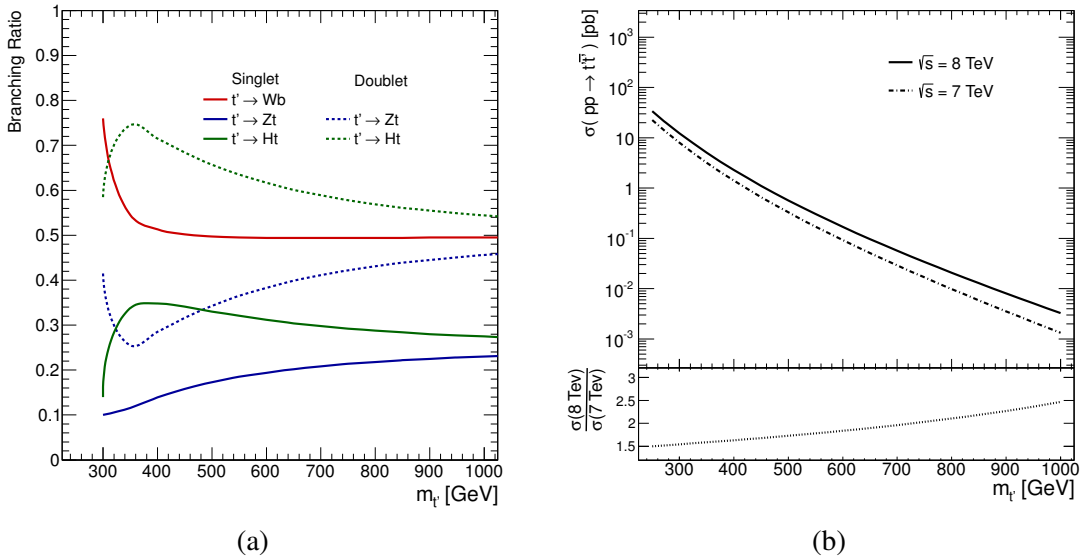 Branching Ratio
1
0.9
0.8
0.7
0.6
0.5
0.4
0.3
0.2
0.1
0
Singlet Doublet
t' → Wb
t' → Zt t' → Zt
t' → Ht t' → Ht
300 400 500 600 700 800 900 1000
m_t' [GeV]
(a)
σ( pp → t't̄' ) [pb]
10³
10²
10
1
10⁻¹
10⁻²
10⁻³
√s = 8 TeV
√s = 7 TeV
σ(8 Tev)
σ(7 Tev)
3
2.5
2
1.5
300 400 500 600 700 800 900 1000
m_t' [GeV]
(b)